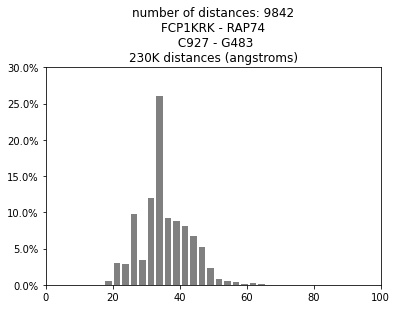 number of distances: 9842
FCP1KRK - RAP74
C927 - G483
230K distances (angstroms)
30.0%
25.0%
20.0%
15.0%
10.0%
5.0%
0.0%
0 20 40 60 80 100